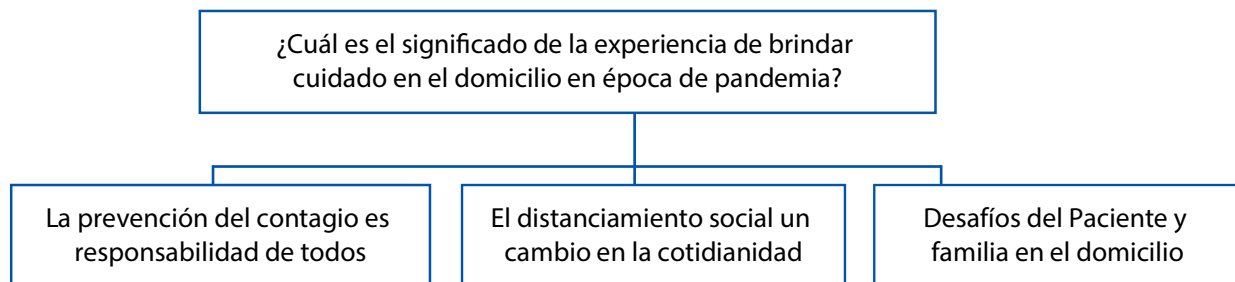 ¿Cuál es el significado de la experiencia de brindar
cuidado en el domicilio en época de pandemia?
La prevención del contagio es
responsabilidad de todos
El distanciamiento social un
cambio en la cotidianidad
Desafíos del Paciente y
familia en el domicilio